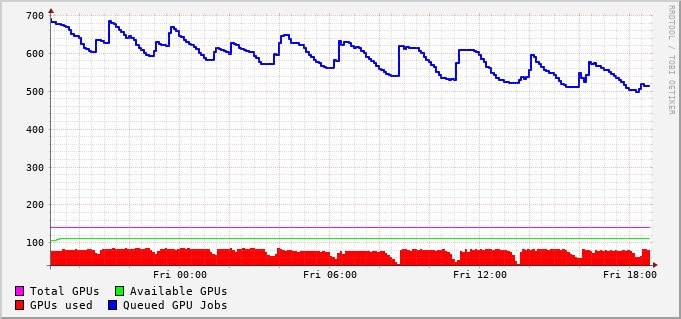 700
600
500
400
300
200
100
Fri 00:00 Fri 06:00 Fri 12:00 Fri 18:00
Total GPUs Available GPUs
GPUs used Queued GPU Jobs
RRDTOOL / TOBI OETIKER